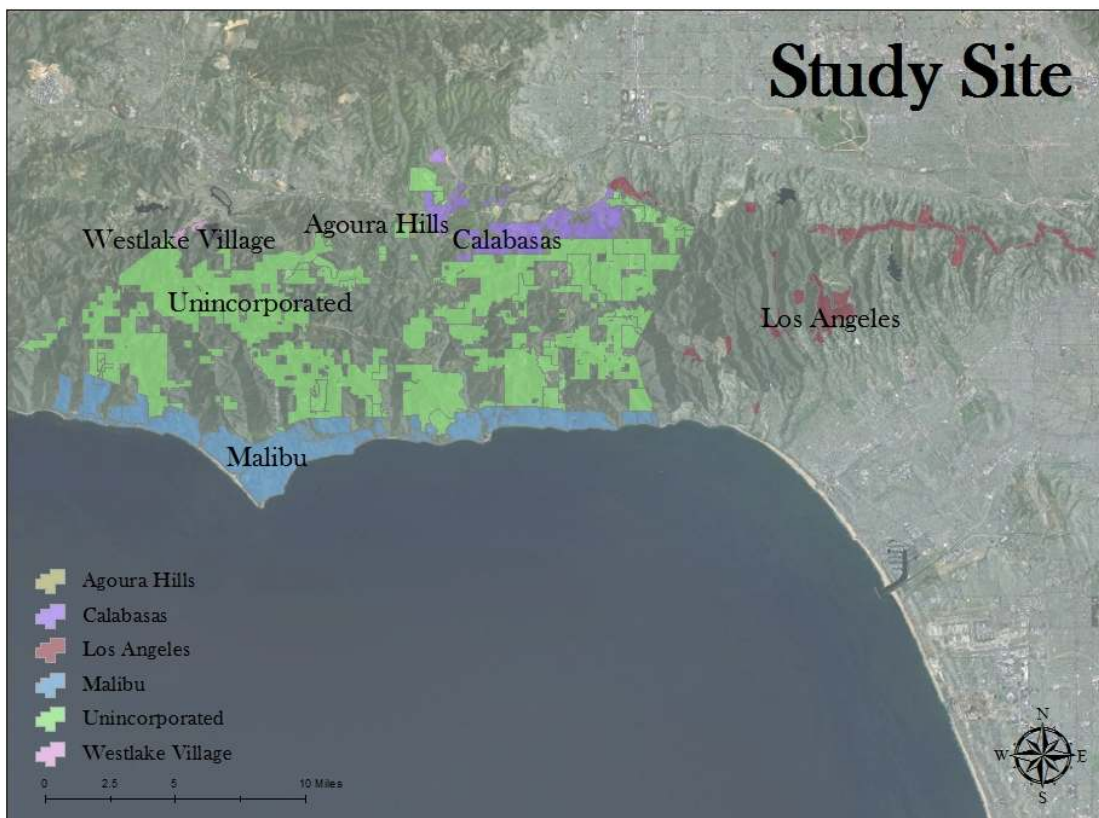 Study Site
Agoura Hills
Westlake Village
Calabasas
Unincorporated
Los Angeles
Malibu
Agoura Hills
Calabasas
Los Angeles
Malibu
Unincorporated
Westlake Village
0 2.5 5 10 Miles
N
W E
S